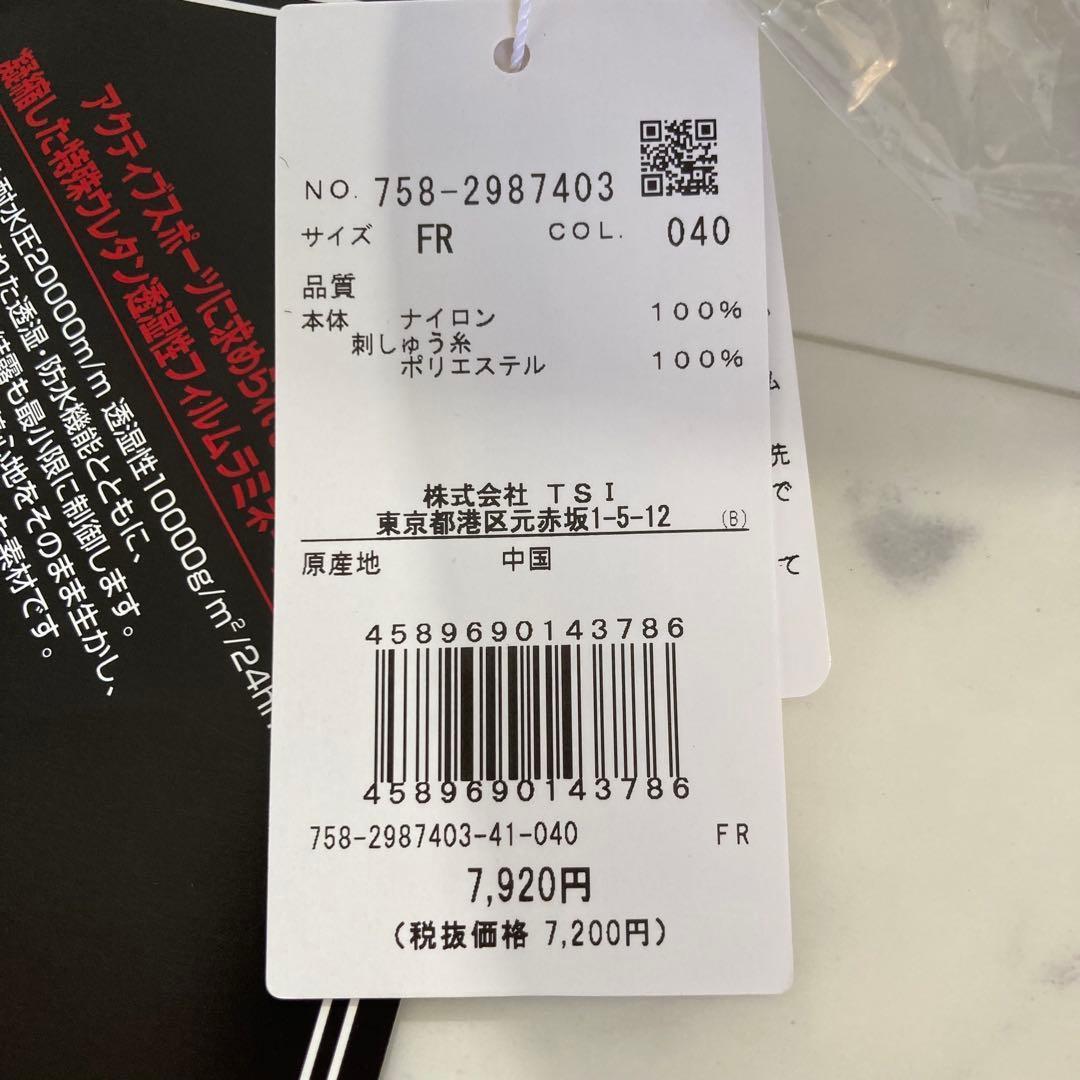 NO. 758-2987403
サイズ FR COL. 040
品質
本体 ナイロン 100%
刺しゅう糸
ポリエステル 100%
株式会社 TSI
東京都港区元赤坂1-5-12 (B)
原産地 中国
4589690143786
4589690143786
758-2987403-41-040 FR
7,920円
(税抜価格 7,200円)
アクティブスポーツに求められ
凝縮した特殊ウレタン透湿性フィルムラミネ
耐水圧20000m/m 透湿性10000g/m²/24h
れた透湿・防水機能とともに、
結露も最小限に制御します。
心地をそのまま生かし、
素材です。
ム
先
で
て